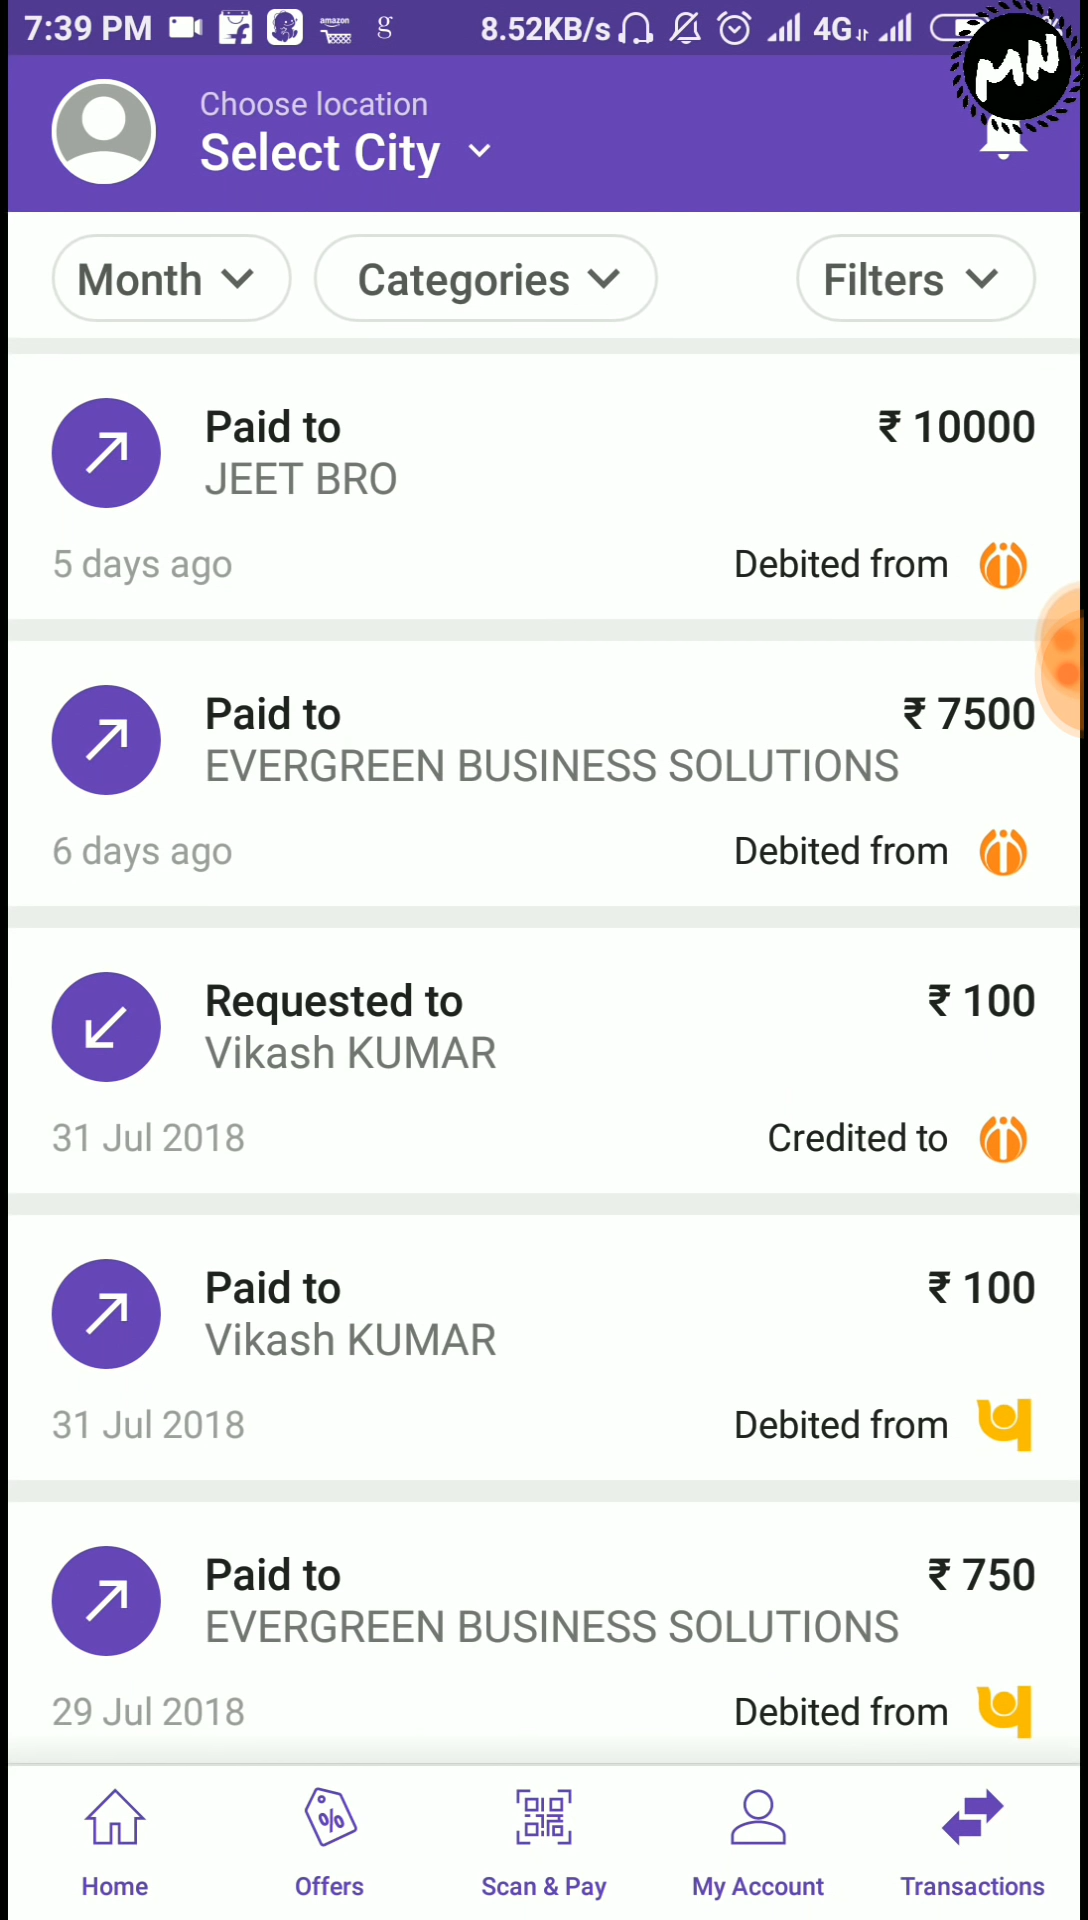 7:39 PM amazon g 8.52KB/s 4G
MN
Choose location
Select City
Month Categories Filters
Paid to ₹ 10000
JEET BRO
5 days ago Debited from
Paid to ₹ 7500
EVERGREEN BUSINESS SOLUTIONS
6 days ago Debited from
Requested to ₹ 100
Vikash KUMAR
31 Jul 2018 Credited to
Paid to ₹ 100
Vikash KUMAR
31 Jul 2018 Debited from
Paid to ₹ 750
EVERGREEN BUSINESS SOLUTIONS
29 Jul 2018 Debited from
Home Offers Scan & Pay My Account Transactions